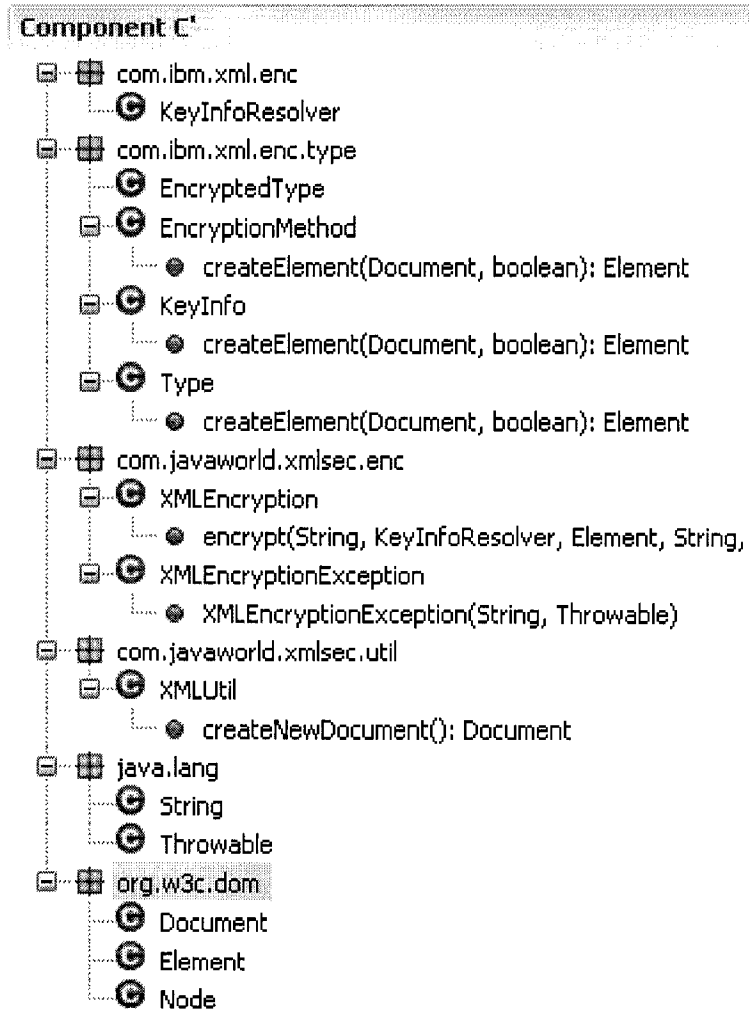 Component C'
com.ibm.xml.enc
KeyInfoResolver
com.ibm.xml.enc.type
EncryptedType
EncryptionMethod
createElement(Document, boolean): Element
KeyInfo
createElement(Document, boolean): Element
Type
createElement(Document, boolean): Element
com.javaworld.xmlsec.enc
XMLEncryption
encrypt(String, KeyInfoResolver, Element, String,
XMLEncryptionException
XMLEncryptionException(String, Throwable)
com.javaworld.xmlsec.util
XMLUtil
createNewDocument(): Document
java.lang
String
Throwable
org.w3c.dom
Document
Element
Node